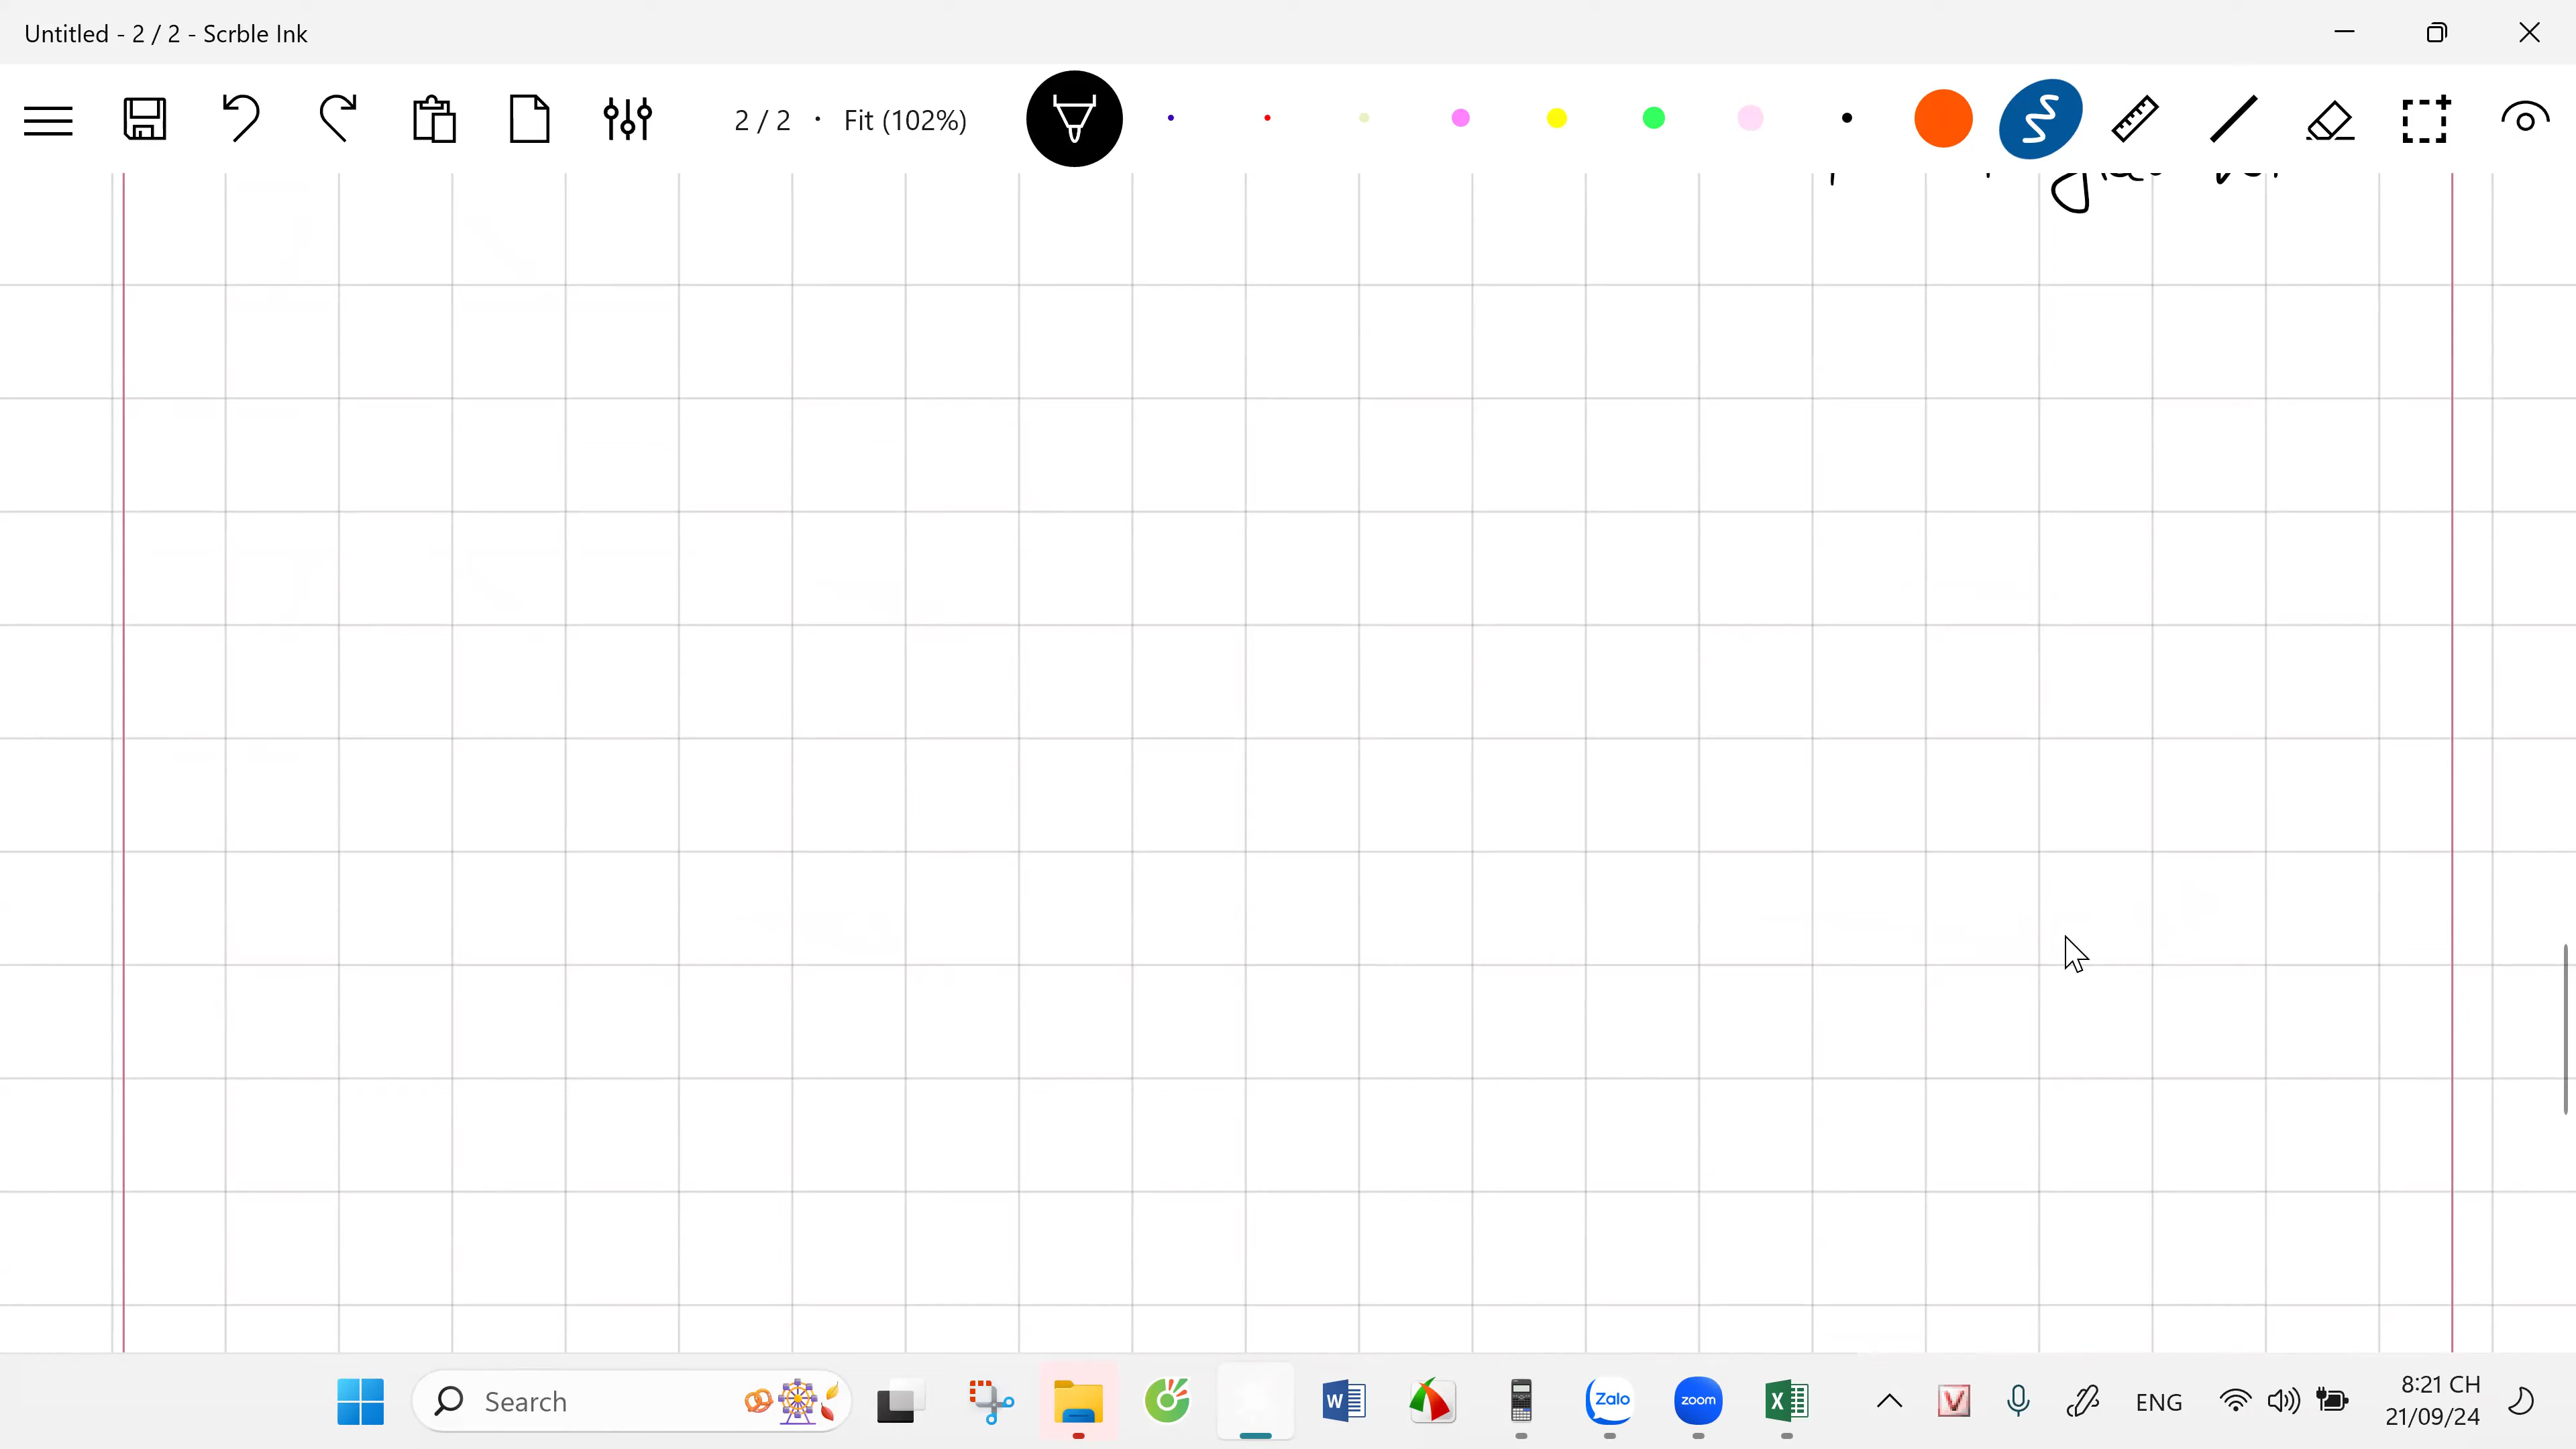 Untitled - 2 / 2 - Scrble Ink
2 / 2 · Fit (102%)
Search
Zalo
zoom
ENG
8:21 CH
21/09/24